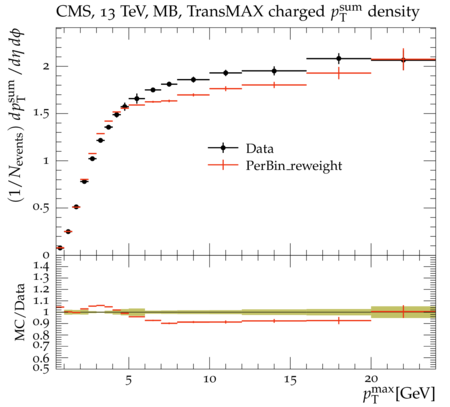 CMS, 13 TeV, MB, TransMAX charged p_T^sum density
(1/N_events) dp_T^sum/dη dϕ
2
1.5
1
0.5
0
Data
PerBin_reweight
MC/Data
1.4
1.3
1.2
1.1
1
0.9
0.8
0.7
0.6
0.5
5 10 15 20
p_T^max[GeV]